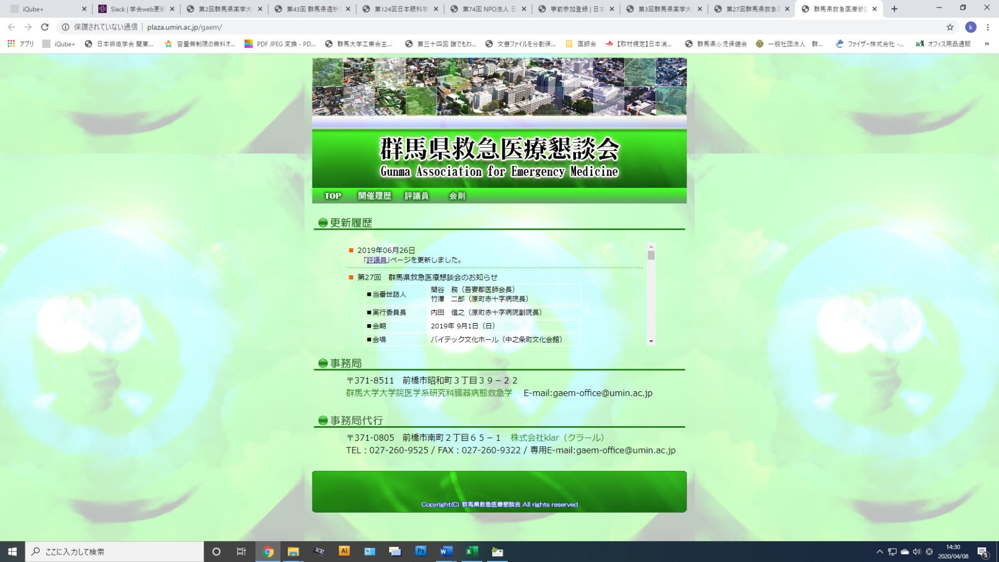 iQube+
Slack | 学会web更新
第2回群馬県薬学大
第43回 群馬県透析
第124回日本眼科学
第74回 NPO法人 日
事前参加登録 | 日本
第3回群馬県薬学大
第27回群馬県救急医
群馬県救急医療懇談
保護されていない通信 | plaza.umin.ac.jp/gaem/
k
アプリ
iQube+
日本褥瘡学会 関東...
容量無制限の無料オ...
PDF JPEG 変換 - PD...
群馬大学工業会主...
第三十四回 誰でもわ...
文書ファイルを分割保...
医師会
【取材規定】日本消...
群馬県小児保健会
一般社団法人 群...
ファイザー株式会社 -...
オフィス用品通販
»
群馬県救急医療懇談会
Gunma Association for Emergency Medicine
TOP 開催履歴 評議員 会則
更新履歴
■ 2019年06月26日
「評議員」ページを更新しました。
■ 第27回 群馬県救急医療懇談会のお知らせ
■当番世話人 関谷 務（吾妻郡医師会長）
竹澤 二郎（原町赤十字病院長）
■実行委員長 内田 信之（原町赤十字病院副院長）
■会期 2019年 9月1日（日）
■会場 バイテック文化ホール（中之条町文化会館）
事務局
〒371-8511 前橋市昭和町３丁目３９－２２
群馬大学大学院医学系研究科臓器病態救急学 E-mail:gaem-office@umin.ac.jp
事務局代行
〒371-0805 前橋市南町２丁目６５－１ 株式会社klar（クラール）
TEL : 027-260-9525 / FAX : 027-260-9322 / 専用E-mail:gaem-office@umin.ac.jp
Copyright(C) 群馬県救急医療懇談会 All rights reserved
ここに入力して検索
Ai
Ps
14:30
2020/04/08
5